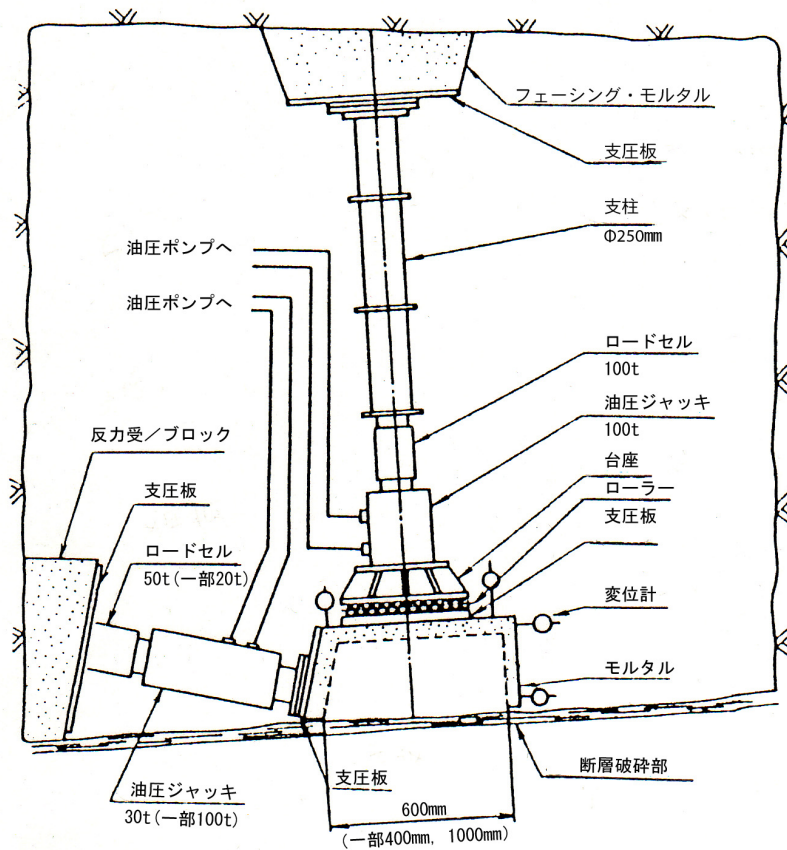 フェーシング・モルタル
支圧板
支柱
Φ250mm
油圧ポンプへ
油圧ポンプへ
ロードセル
100t
油圧ジャッキ
100t
反力受／ブロック
台座
ローラー
支圧板
支圧板
ロードセル
50t(一部20t)
変位計
モルタル
断層破砕部
支圧板
油圧ジャッキ
30t(一部100t)
600mm
(一部400mm, 1000mm)